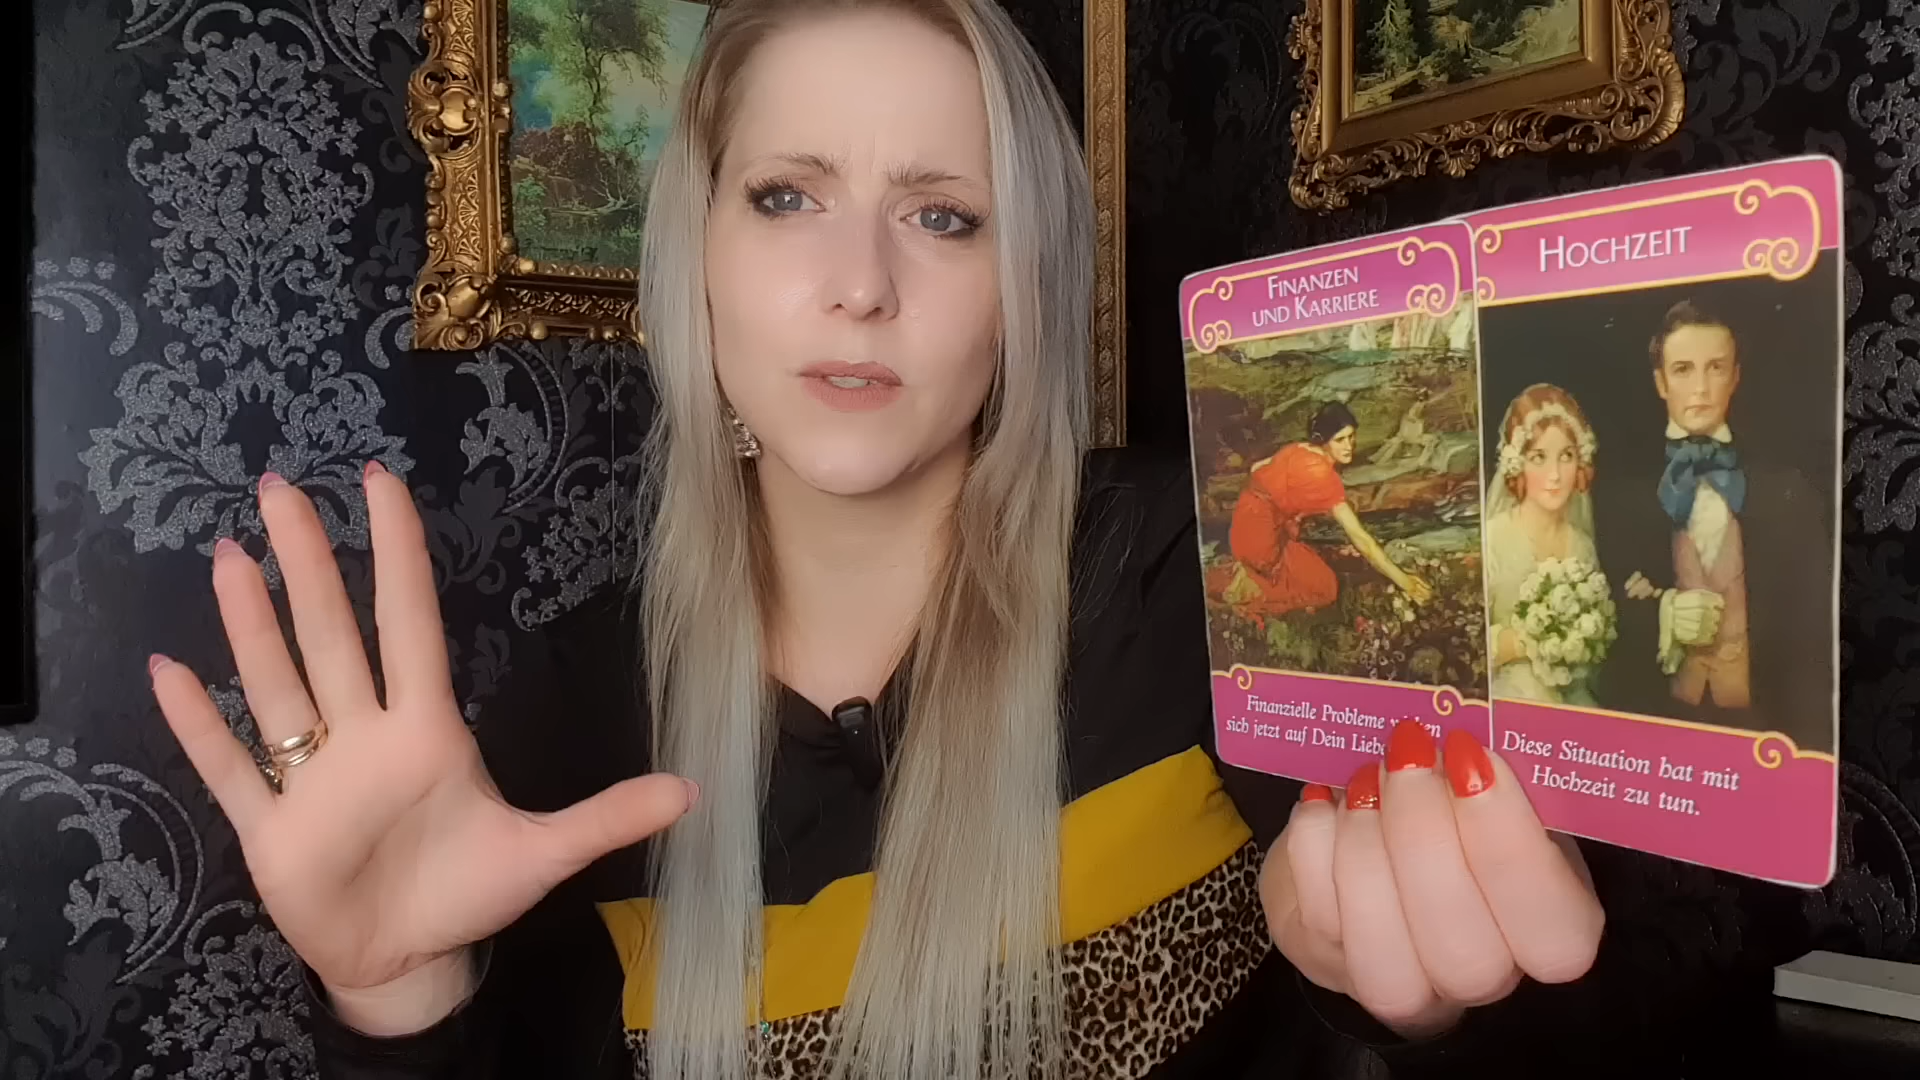 FINANZEN
UND KARRIERE
Finanzielle Probleme
sich jetzt auf Dein
HOCHZEIT
Diese Situation hat mit
Hochzeit zu tun.